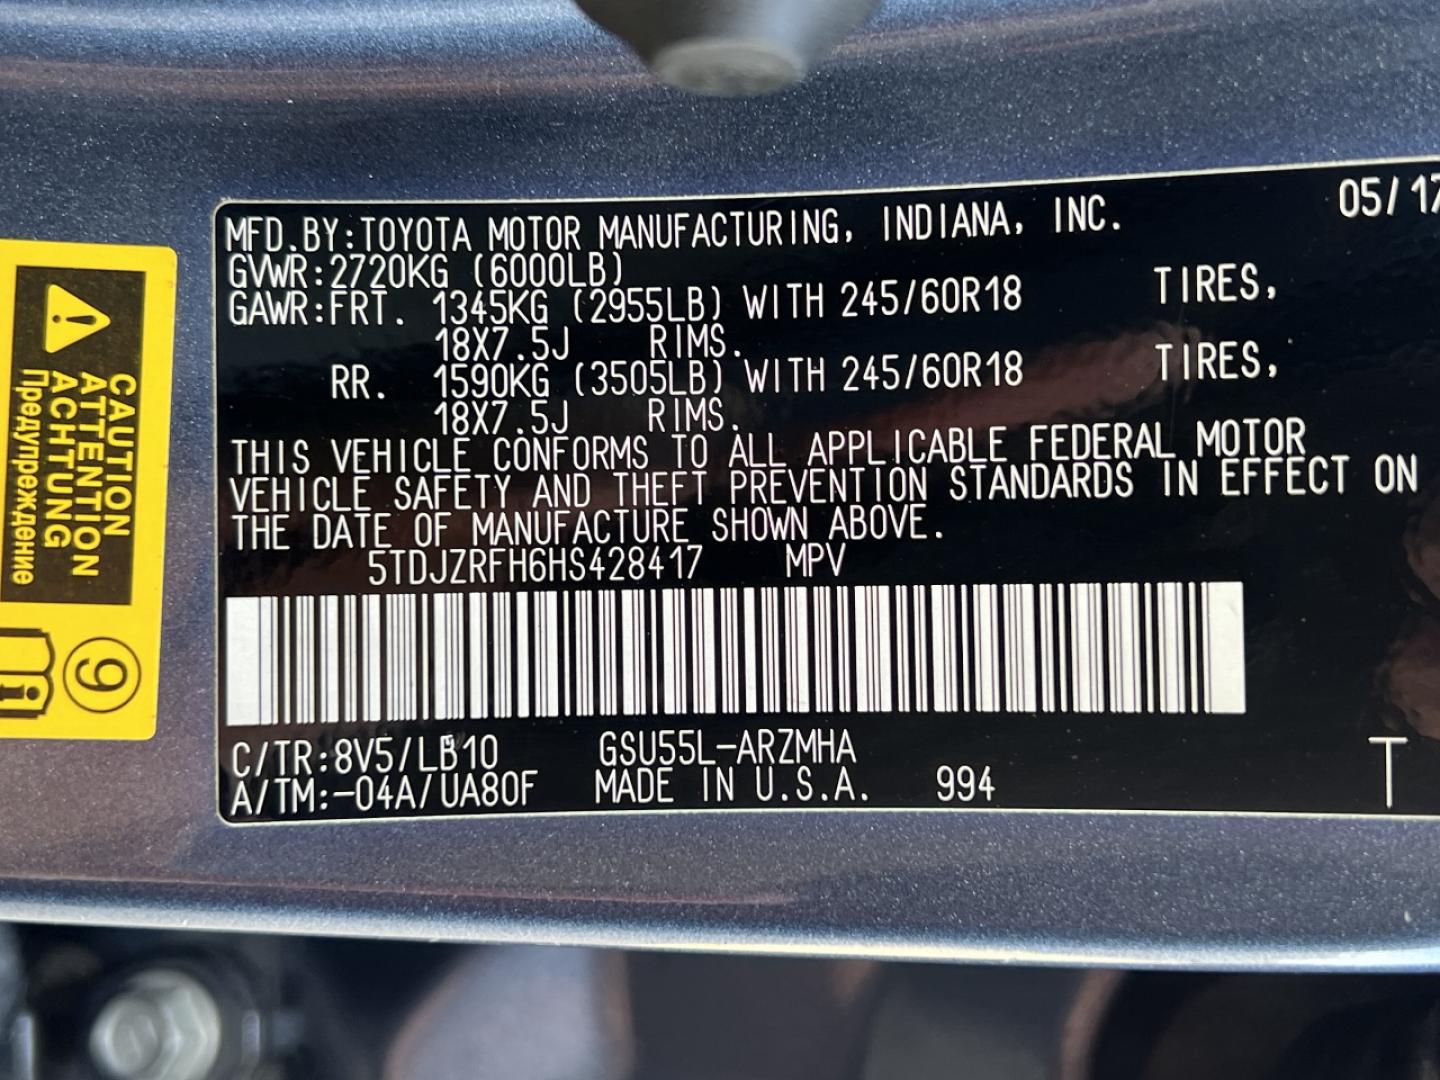 MFD.BY:TOYOTA MOTOR MANUFACTURING, INDIANA, INC. 05/17
GVWR:2720KG (6000LB)
GAWR:FRT. 1345KG (2955LB) WITH 245/60R18 TIRES,
18X7.5J RIMS.
RR. 1590KG (3505LB) WITH 245/60R18 TIRES,
18X7.5J RIMS.
THIS VEHICLE CONFORMS TO ALL APPLICABLE FEDERAL MOTOR
VEHICLE SAFETY AND THEFT PREVENTION STANDARDS IN EFFECT ON
THE DATE OF MANUFACTURE SHOWN ABOVE.
5TDJZRFH6HS428417 MPV
C/TR:8V5/LB10 GSU55L-ARZMHA
A/TM:-04A/UA80F MADE IN U.S.A. 994 T
CAUTION
ATTENTION
ACHTUNG
Предупреждение
9
i